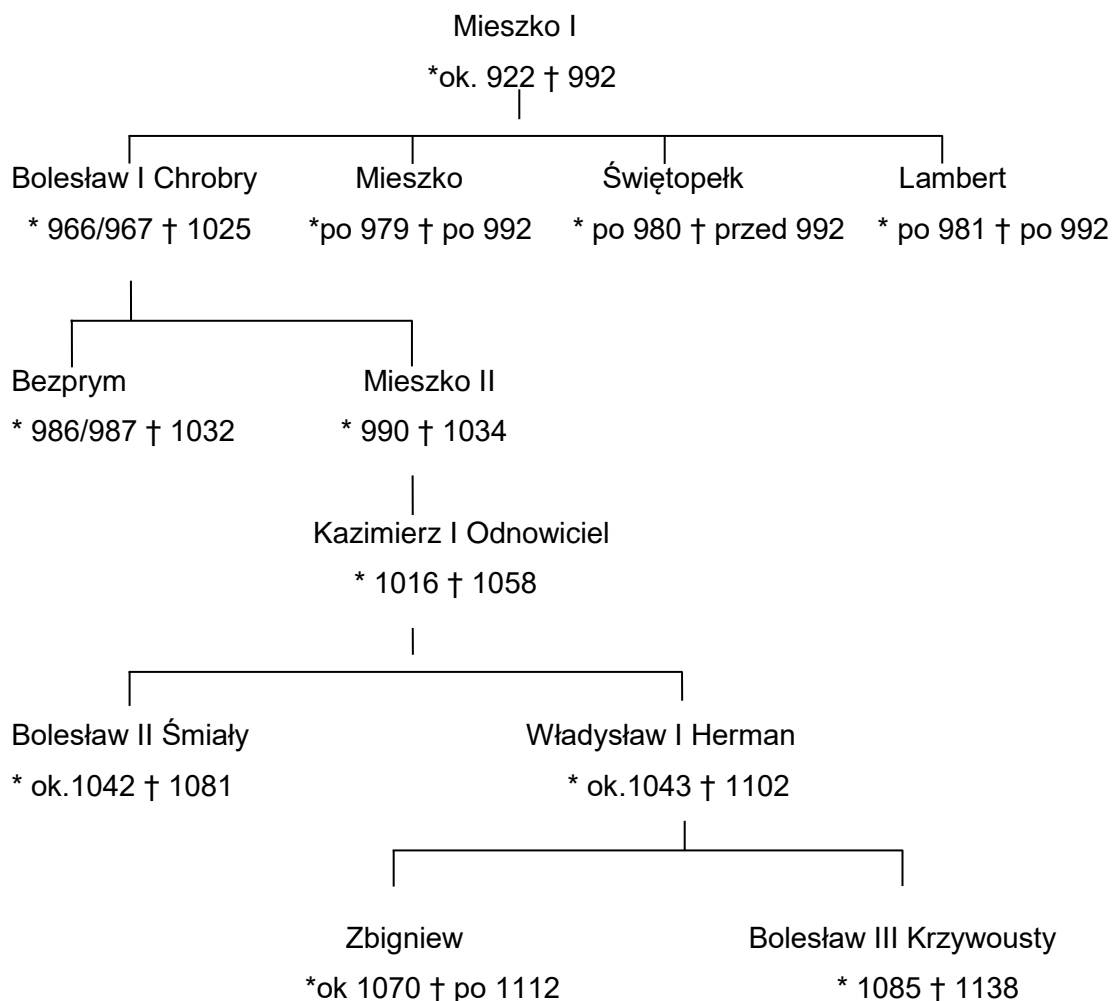 Mieszko I
*ok. 922 † 992
Bolesław I Chrobry Mieszko Świętopełk Lambert
* 966/967 † 1025 *po 979 † po 992 * po 980 † przed 992 * po 981 † po 992
Bezprym Mieszko II
* 986/987 † 1032 * 990 † 1034
Kazimierz I Odnowiciel
* 1016 † 1058
Bolesław II Śmiały Władysław I Herman
* ok.1042 † 1081 * ok.1043 † 1102
Zbigniew Bolesław III Krzywousty
*ok 1070 † po 1112 * 1085 † 1138